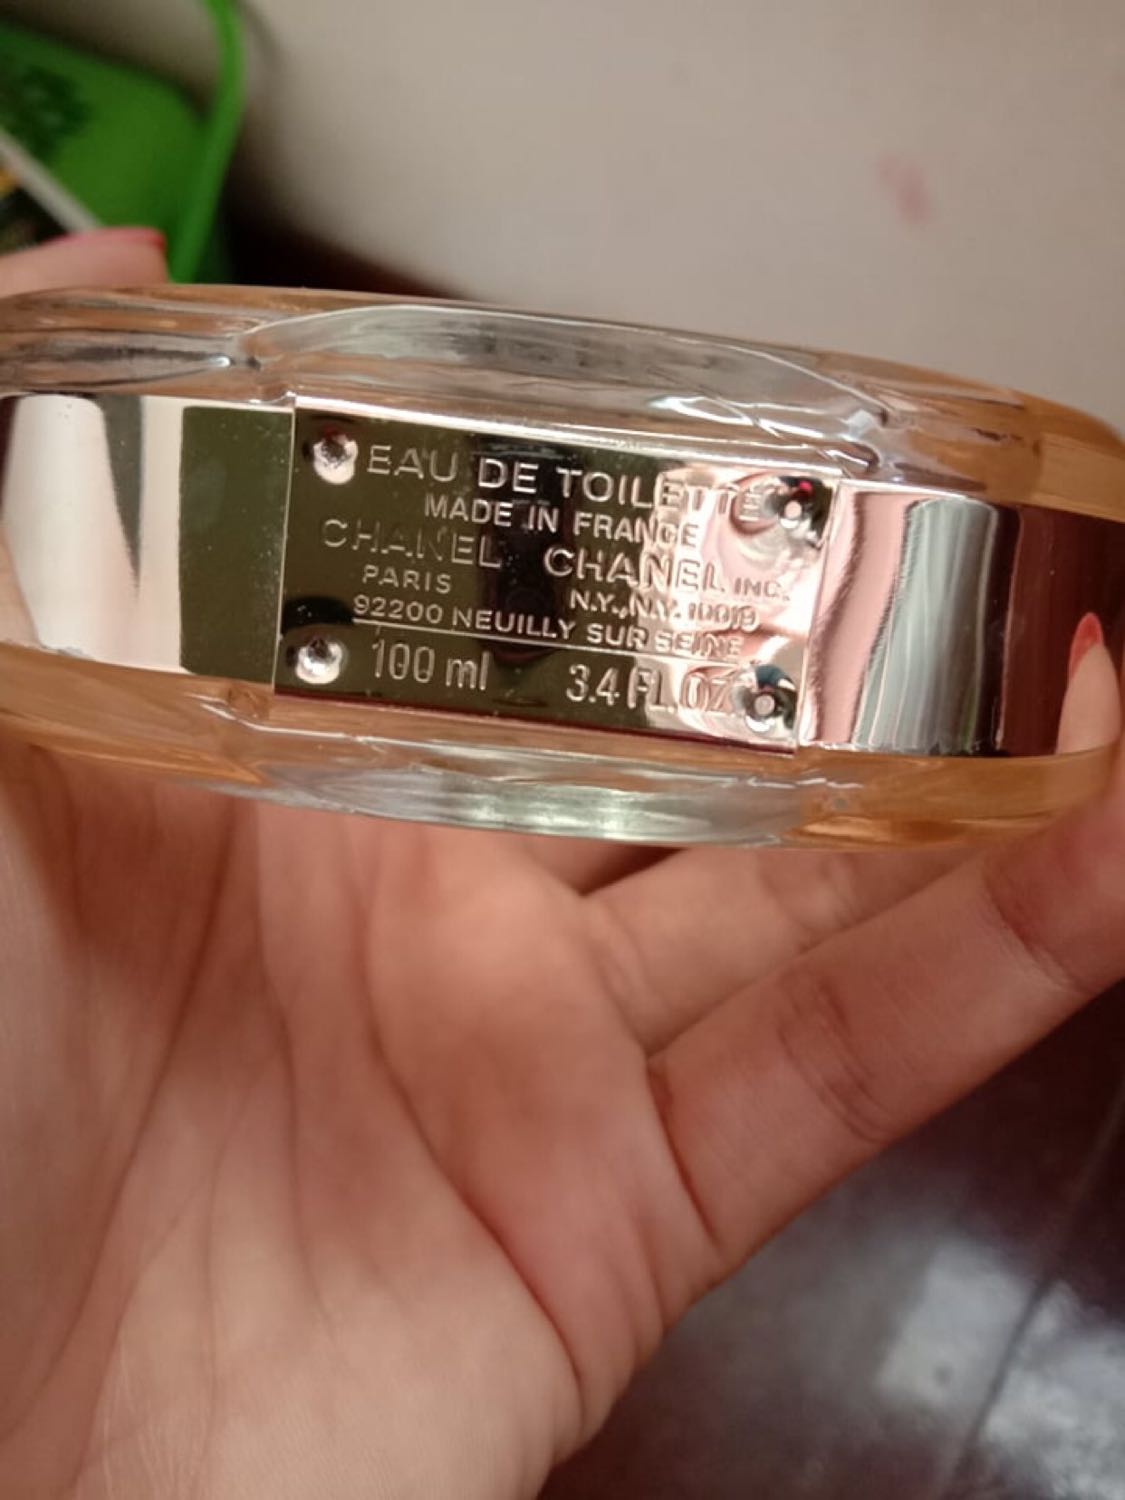 EAU DE TOILETTE
MADE IN FRANCE
CHANEL CHANEL INC.
PARIS N.Y., N.Y. 10019
92200 NEUILLY SUR SEINE
100 ml 3.4 FL.OZ.